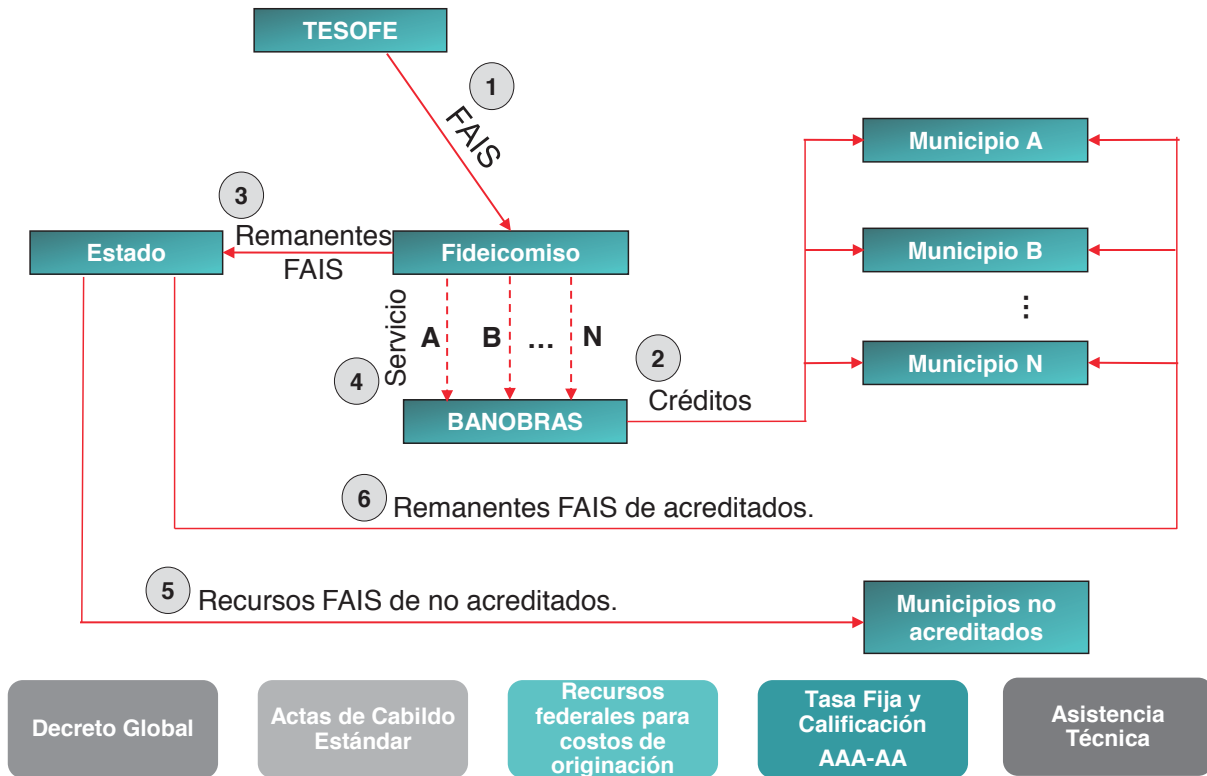 TESOFE
1
FAIS
Municipio A
3
Remanentes
FAIS
Estado
Fideicomiso
Municipio B
⋮
Servicio
A
B
...
N
2
Créditos
Municipio N
4
BANOBRAS
6
Remanentes FAIS de acreditados.
5
Recursos FAIS de no acreditados.
Municipios no
acreditados
Decreto Global
Actas de Cabildo
Estándar
Recursos
federales para
costos de
originación
Tasa Fija y
Calificación
AAA-AA
Asistencia
Técnica